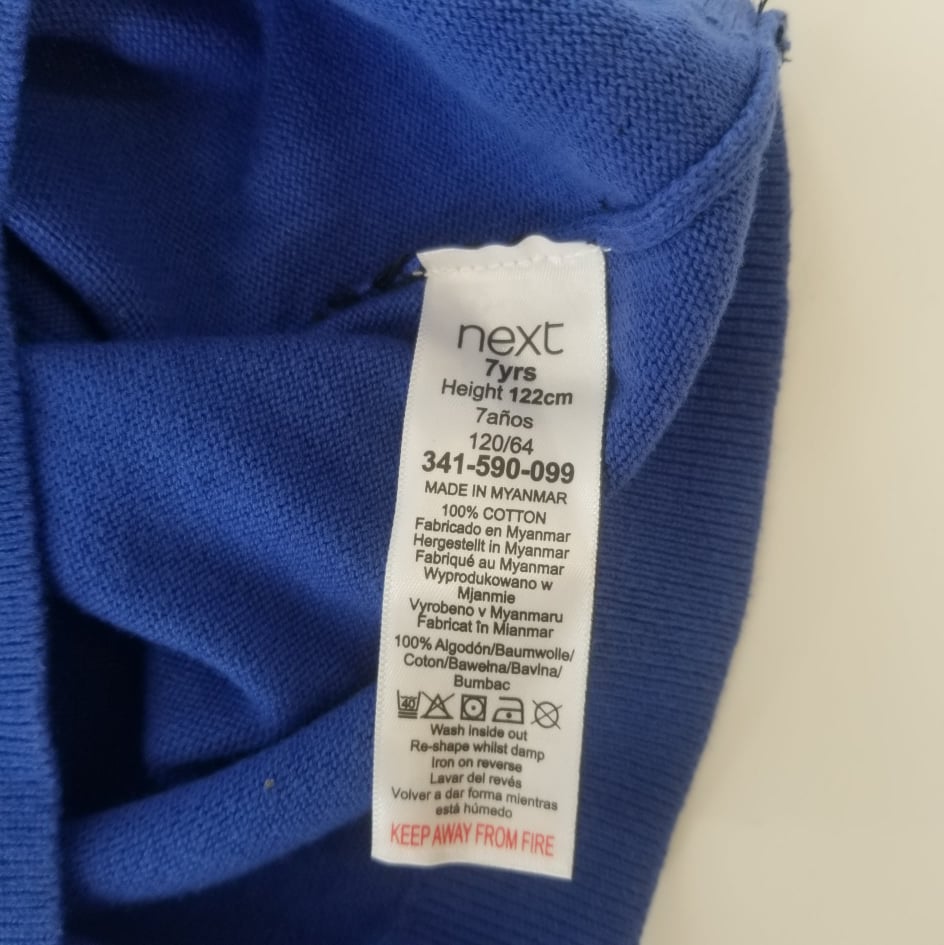 next
7yrs
Height 122cm
7años
120/64
341-590-099
MADE IN MYANMAR
100% COTTON
Fabricado en Myanmar
Hergestellt in Myanmar
Fabriqué au Myanmar
Wyprodukowano w
Mjanmie
Vyrobeno v Myanmaru
Fabricat în Mianmar
100% Algodón/Baumwolle/
Coton/Bawełna/Bavlna/
Bumbac
40
Wash inside out
Re-shape whilst damp
Iron on reverse
Lavar del revés
Volver a dar forma mientras
está húmedo
KEEP AWAY FROM FIRE